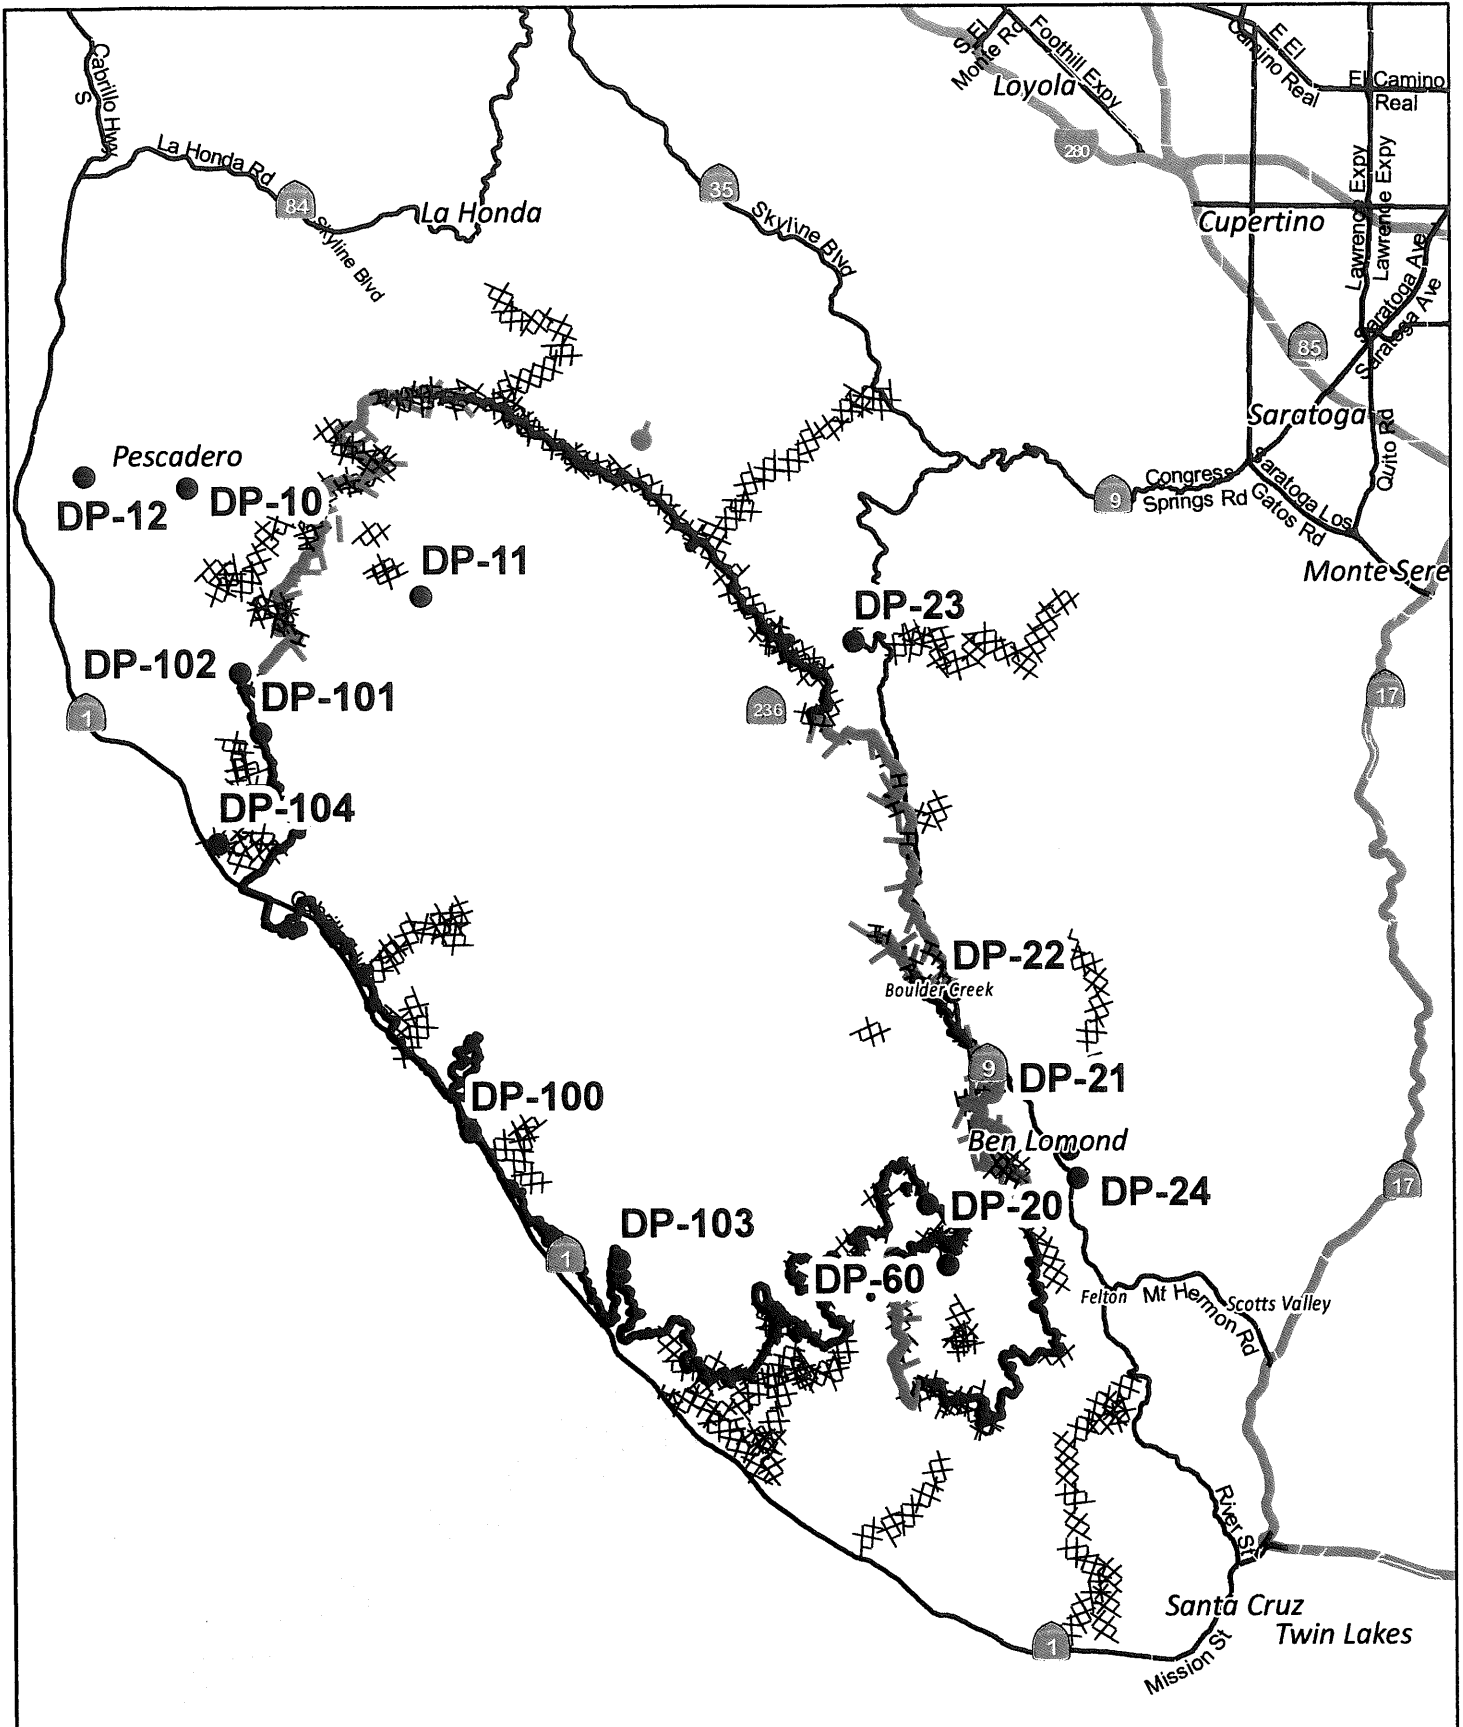 S El
Monte Rd
Foothill Expy
Loyola
E El
Camino Real
El Camino
Real
Cabrillo Hwy
S
La Honda Rd
84
La Honda
Skyline Blvd
35
Skyline Blvd
280
Lawrence Expy
Lawrence Expy
Cupertino
Saratoga Ave
Saratoga Ave
85
Saratoga
Quito Rd
Pescadero
DP-12
DP-10
DP-11
9
Congress
Springs Rd
Saratoga Los
Gatos Rd
Monte Sere
DP-23
DP-102
DP-101
1
236
17
DP-104
DP-22
Boulder Creek
9
DP-21
DP-100
Ben Lomond
DP-24
17
DP-20
DP-103
1
DP-60
Felton
Mt Hermon Rd
Scotts Valley
River St
Santa Cruz
Twin Lakes
1
Mission St